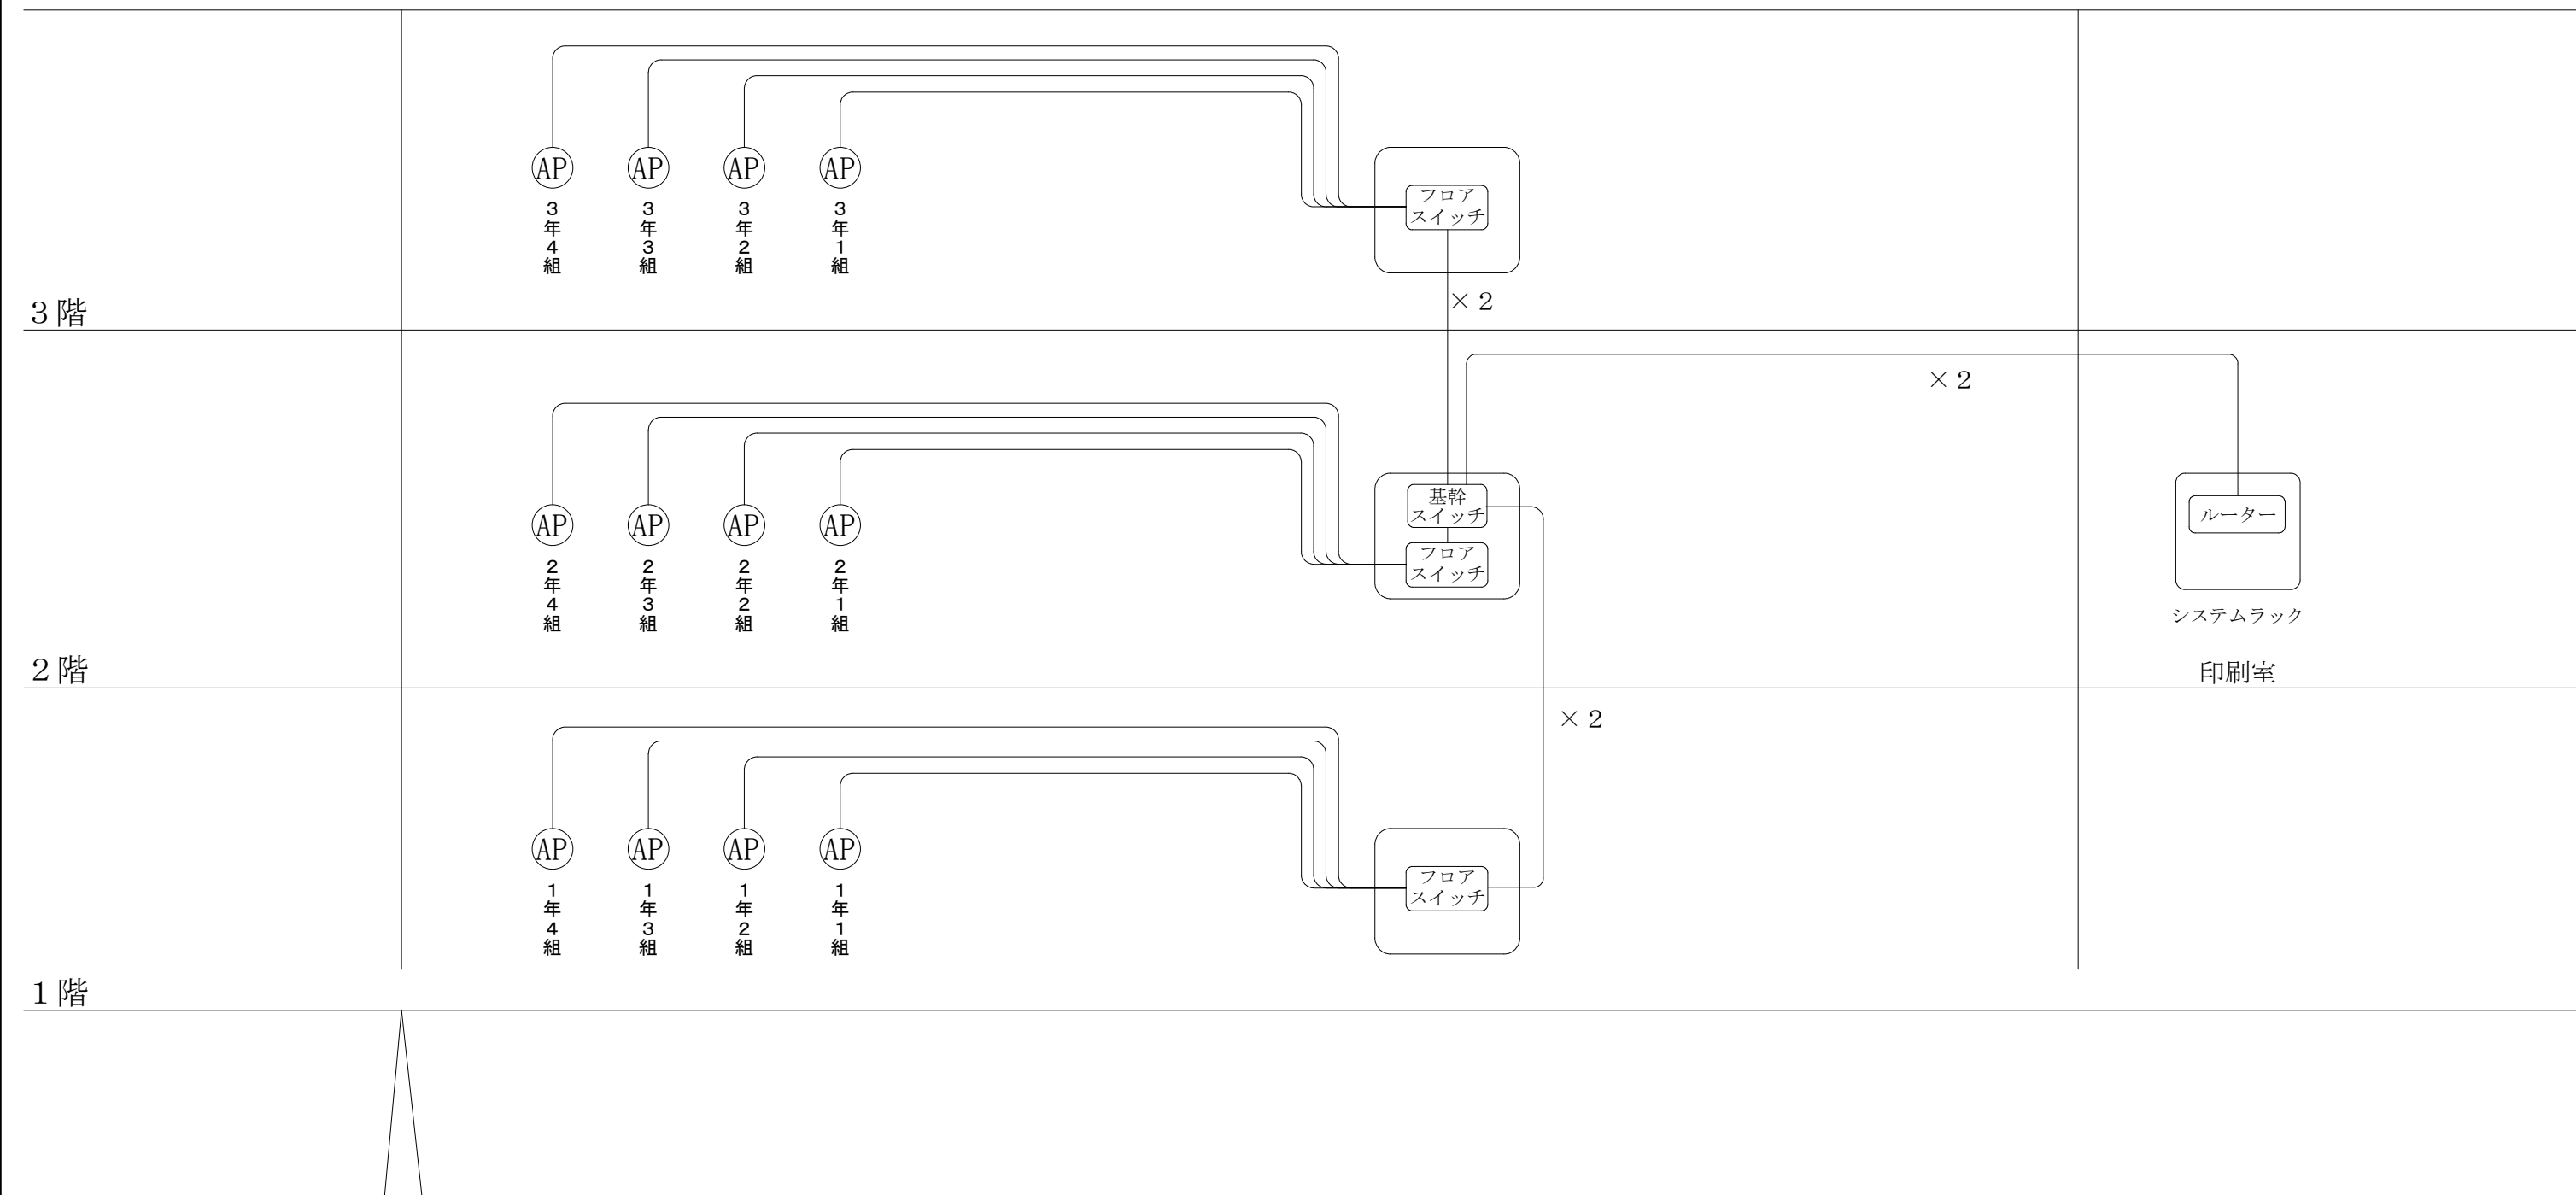 AP
AP
AP
AP
3年4組
3年3組
3年2組
3年1組
フロア
スイッチ
×２
３階
×２
AP
AP
AP
AP
2年4組
2年3組
2年2組
2年1組
基幹
スイッチ
フロア
スイッチ
ルーター
システムラック
印刷室
２階
×２
AP
AP
AP
AP
1年4組
1年3組
1年2組
1年1組
フロア
スイッチ
１階